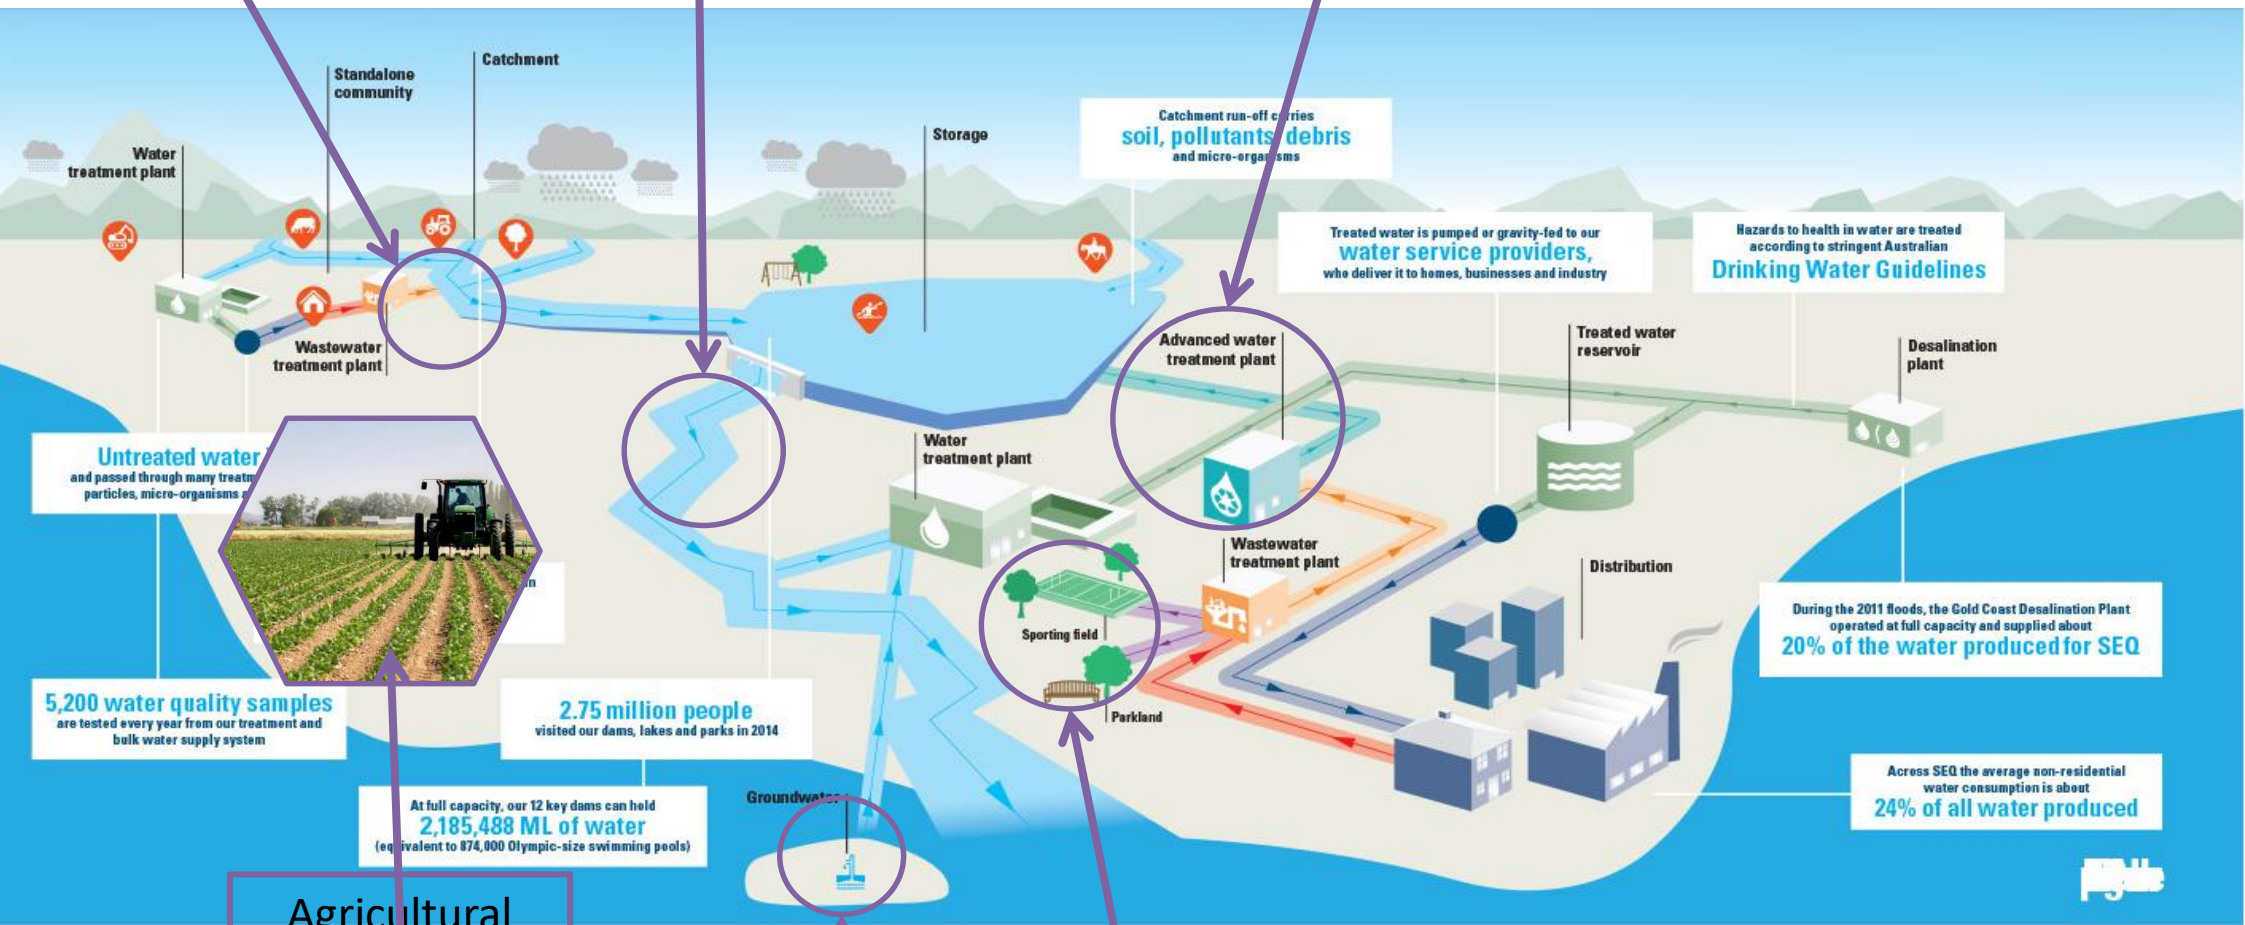 Standalone
community
Catchment
Water
treatment plant
Storage
Catchment run-off carries
soil, pollutants, debris
and micro-organisms
Treated water is pumped or gravity-fed to our
water service providers,
who deliver it to homes, businesses and industry
Hazards to health in water are treated
according to stringent Australian
Drinking Water Guidelines
Wastewater
treatment plant
Advanced water
treatment plant
Treated water
reservoir
Desalination
plant
Untreated water
and passed through many
particles, micro-organisms
Water
treatment plant
Wastewater
treatment plant
Distribution
in
Sporting field
Parkland
During the 2011 floods, the Gold Coast Desalination Plant
operated at full capacity and supplied about
20% of the water produced for SEQ
5,200 water quality samples
are tested every year from our treatment and
bulk water supply system
2.75 million people
visited our dams, lakes and parks in 2014
At full capacity, our 12 key dams can hold
2,185,488 ML of water
(equivalent to 874,000 Olympic-size swimming pools)
Groundwater
Across SEQ the average non-residential
water consumption is about
24% of all water produced
Agricultural